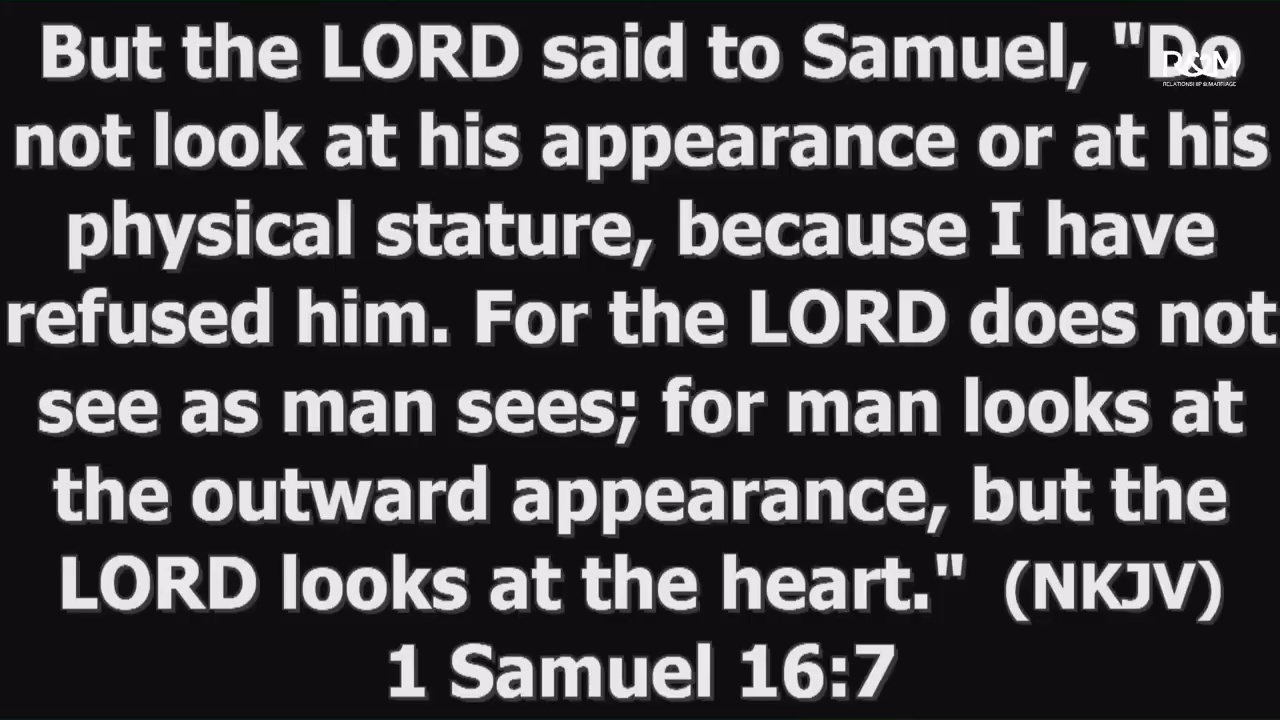 But the LORD said to Samuel, "Do
not look at his appearance or at his
physical stature, because I have
refused him. For the LORD does not
see as man sees; for man looks at
the outward appearance, but the
LORD looks at the heart." (NKJV)
1 Samuel 16:7
R&M
RELATIONSHIP & MARRIAGE